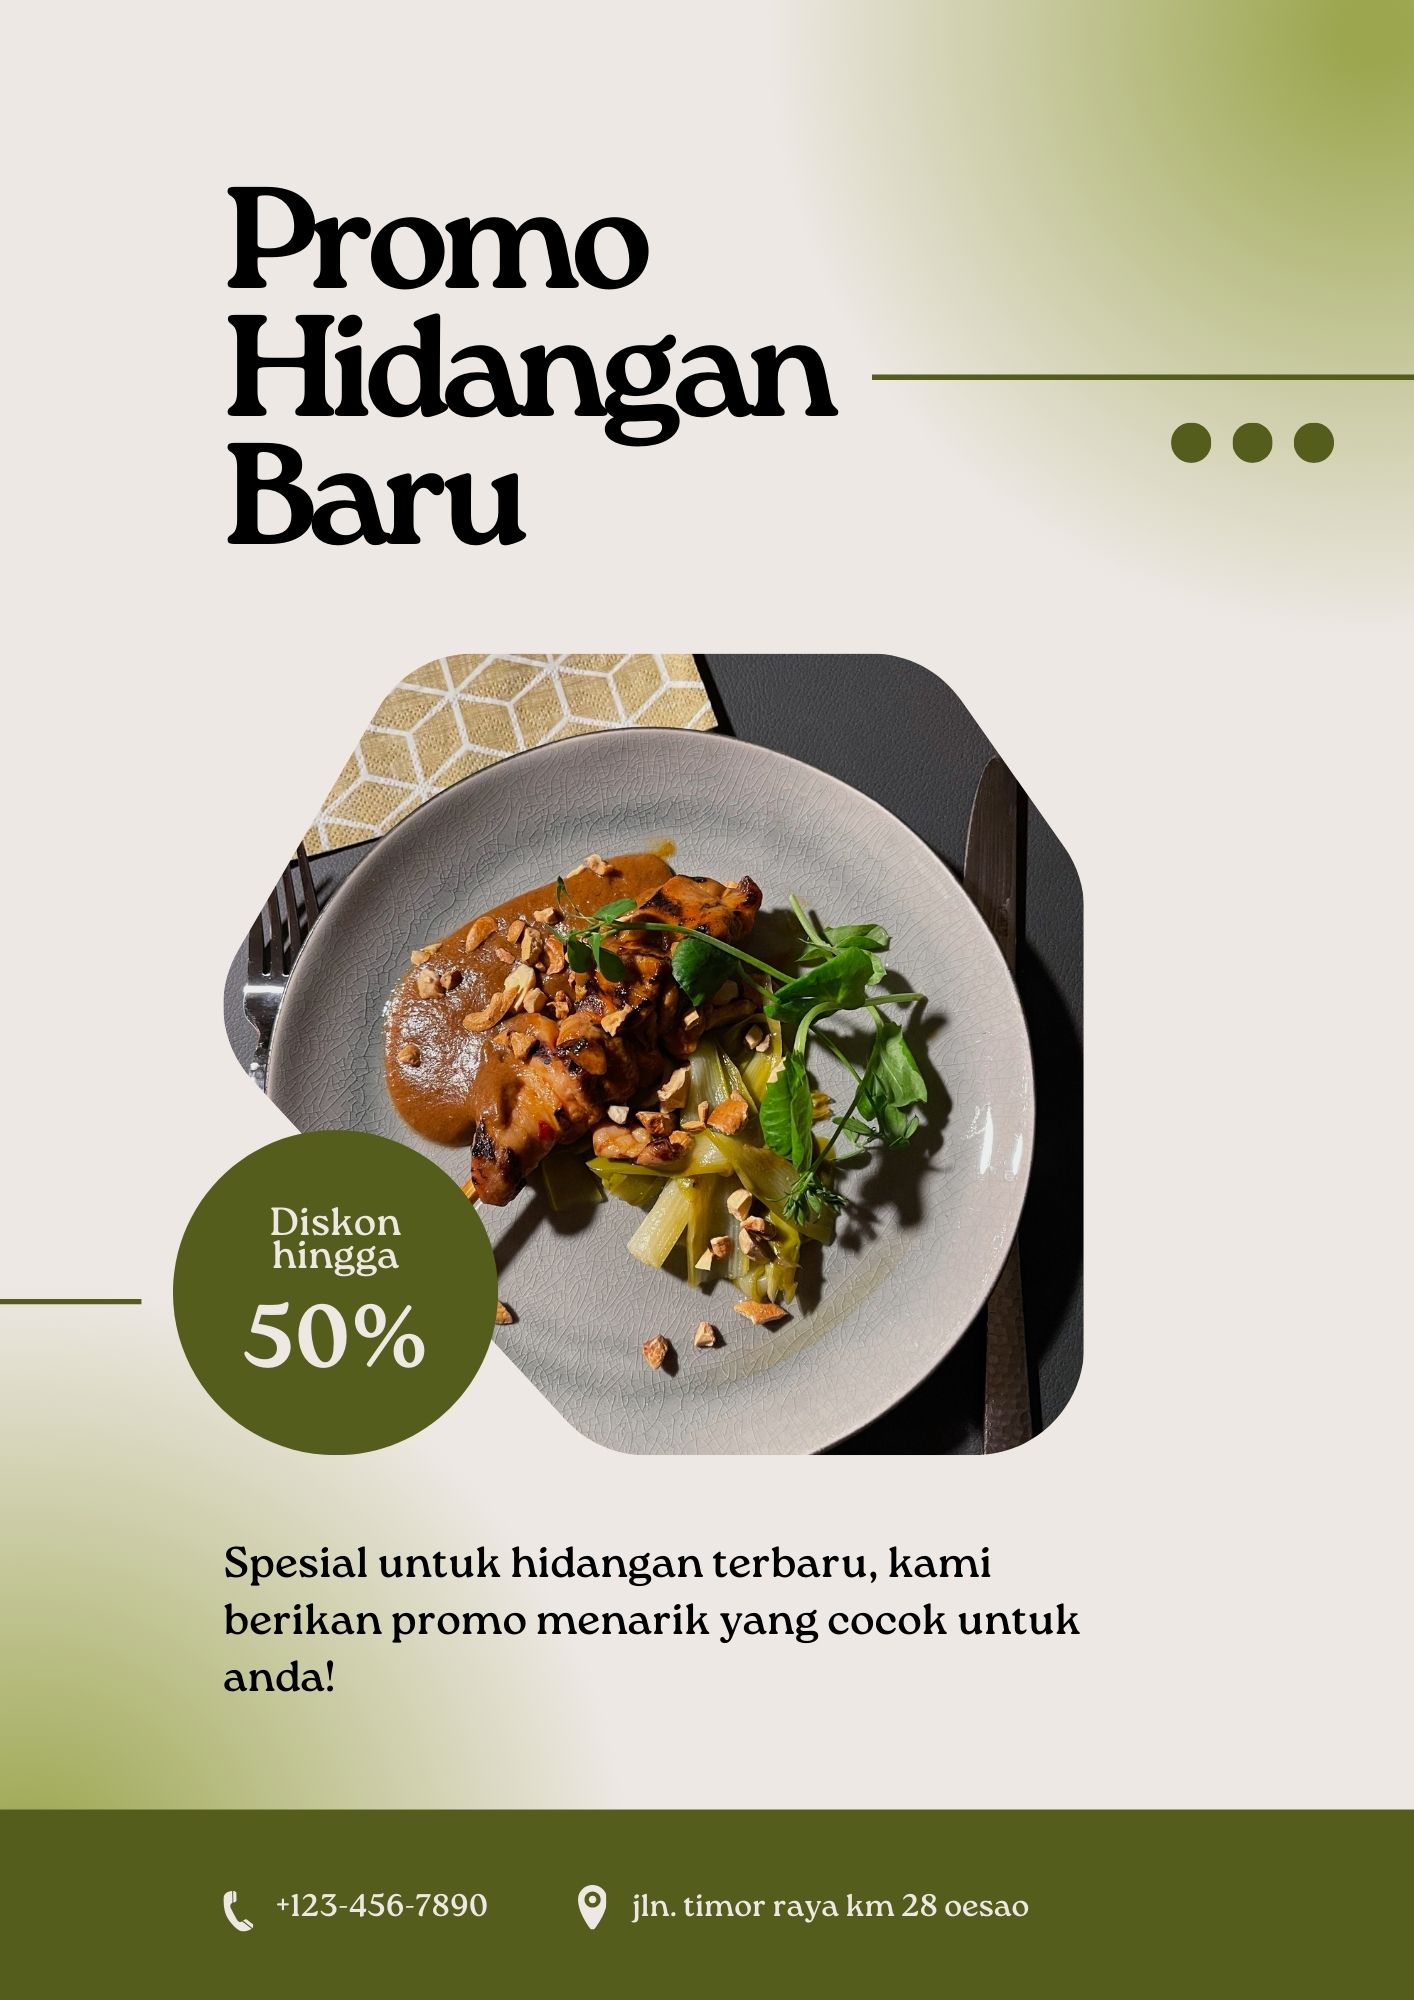 Promo
Hidangan
Baru
Diskon
hingga
50%
Spesial untuk hidangan terbaru, kami
berikan promo menarik yang cocok untuk
anda!
+123-456-7890
jln. timor raya km 28 oesao